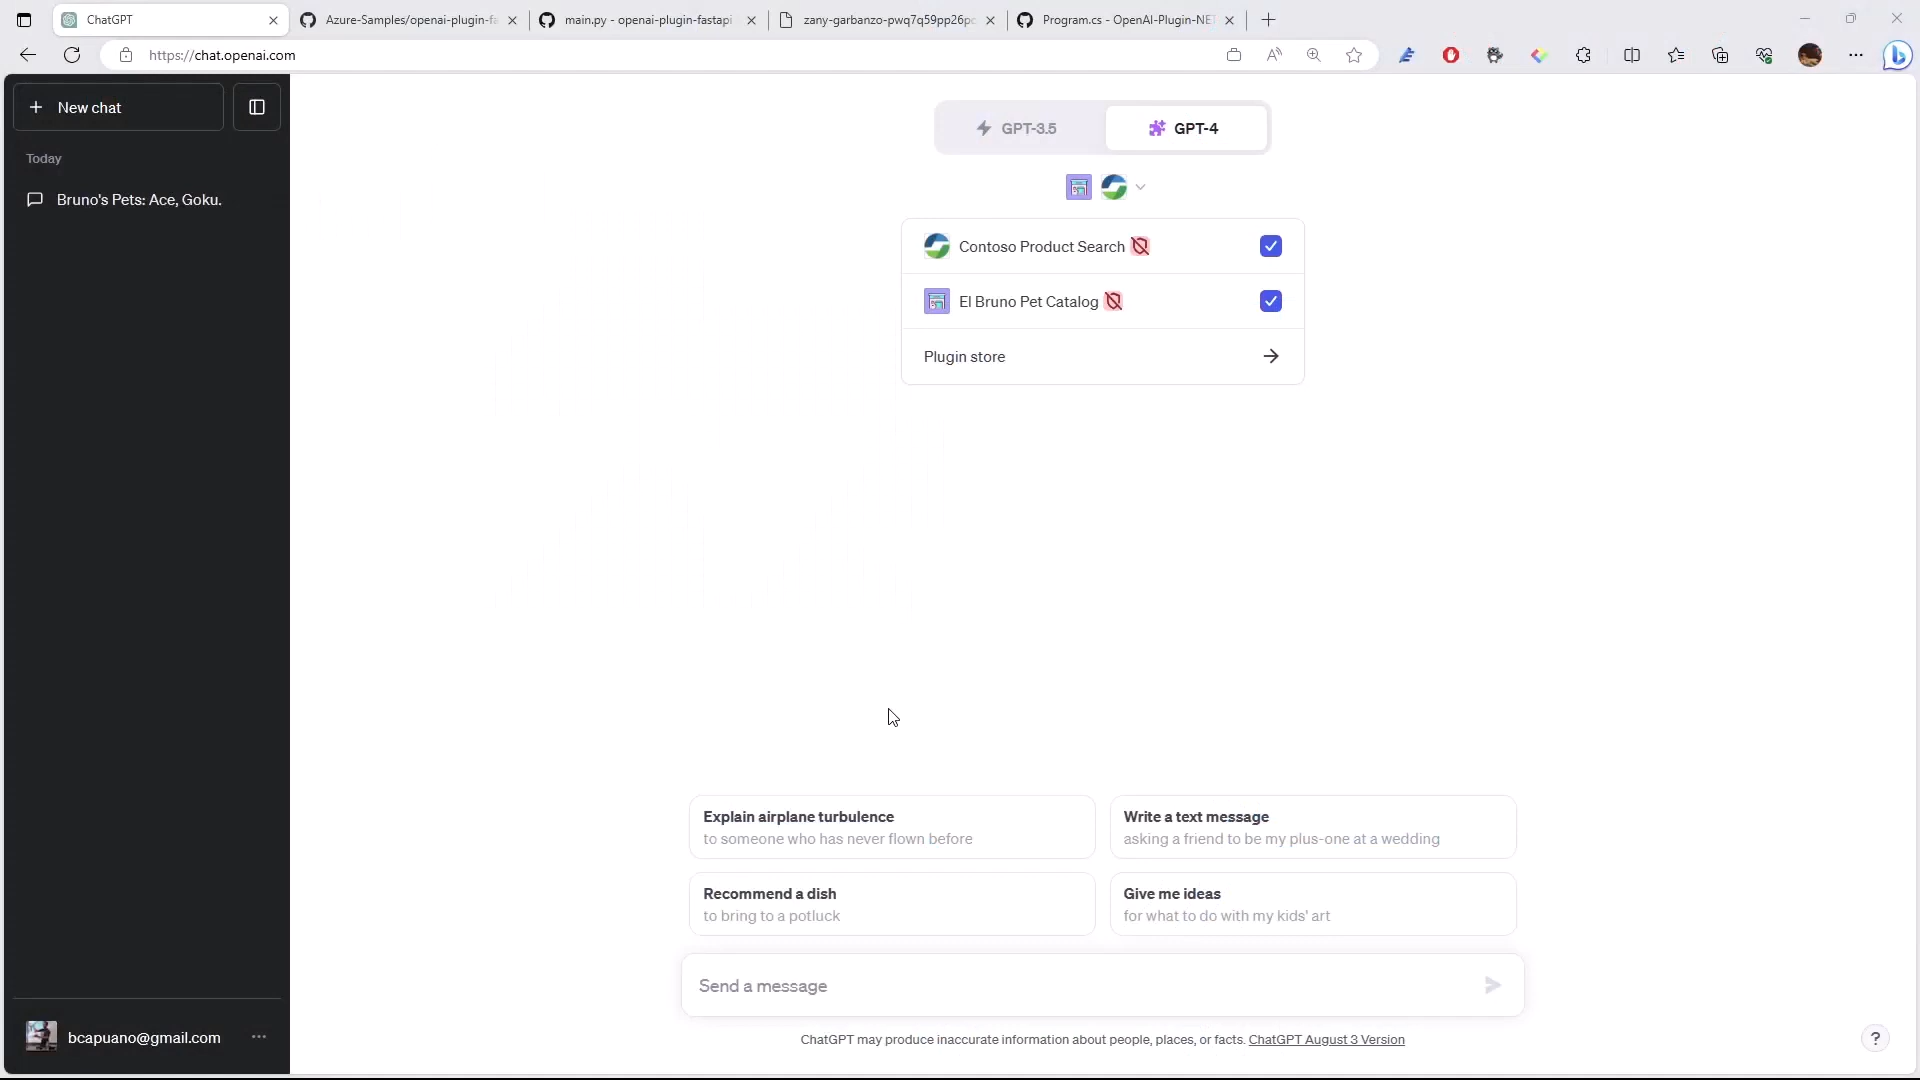 ChatGPT
Azure-Samples/openai-plugin-fa
main.py - openai-plugin-fastapi
zany-garbanzo-pwq7q59pp26pc
Program.cs - OpenAI-Plugin-NET
https://chat.openai.com
New chat
Today
Bruno's Pets: Ace, Goku.
GPT-3.5
GPT-4
Contoso Product Search
El Bruno Pet Catalog
Plugin store
Explain airplane turbulence
to someone who has never flown before
Write a text message
asking a friend to be my plus-one at a wedding
Recommend a dish
to bring to a potluck
Give me ideas
for what to do with my kids' art
Send a message
bcapuano@gmail.com
ChatGPT may produce inaccurate information about people, places, or facts. ChatGPT August 3 Version
?